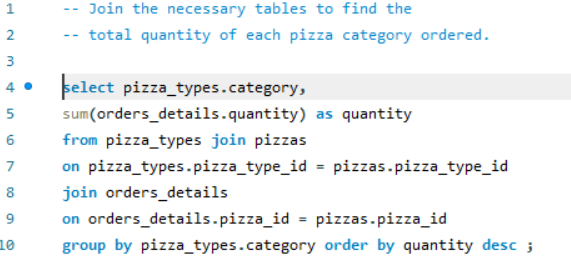 1 -- Join the necessary tables to find the
2 -- total quantity of each pizza category ordered.
3
4 select pizza_types.category,
5 sum(orders_details.quantity) as quantity
6 from pizza_types join pizzas
7 on pizza_types.pizza_type_id = pizzas.pizza_type_id
8 join orders_details
9 on orders_details.pizza_id = pizzas.pizza_id
10 group by pizza_types.category order by quantity desc ;